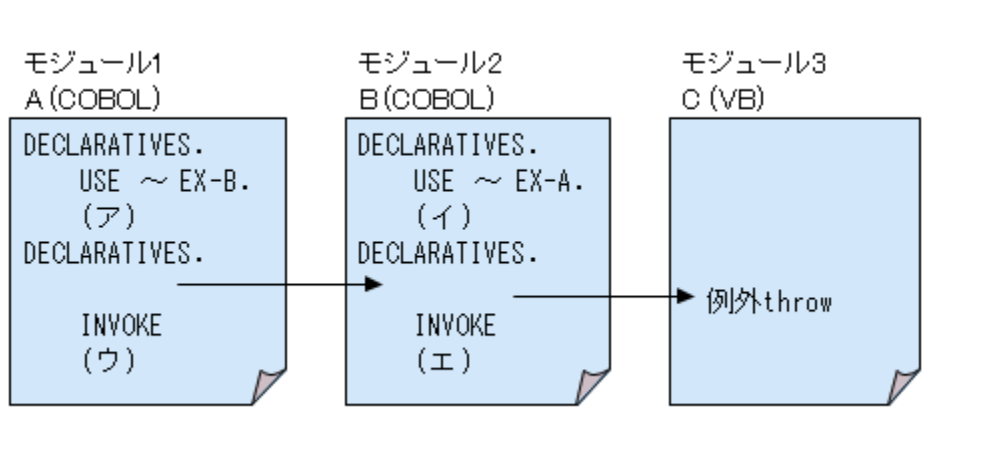 モジュール1
A(COBOL)
DECLARATIVES.
USE ～ EX-B.
(ア)
DECLARATIVES.
INVOKE
(ウ)
モジュール2
B(COBOL)
DECLARATIVES.
USE ～ EX-A.
(イ)
DECLARATIVES.
INVOKE
(エ)
モジュール3
C (VB)
例外throw